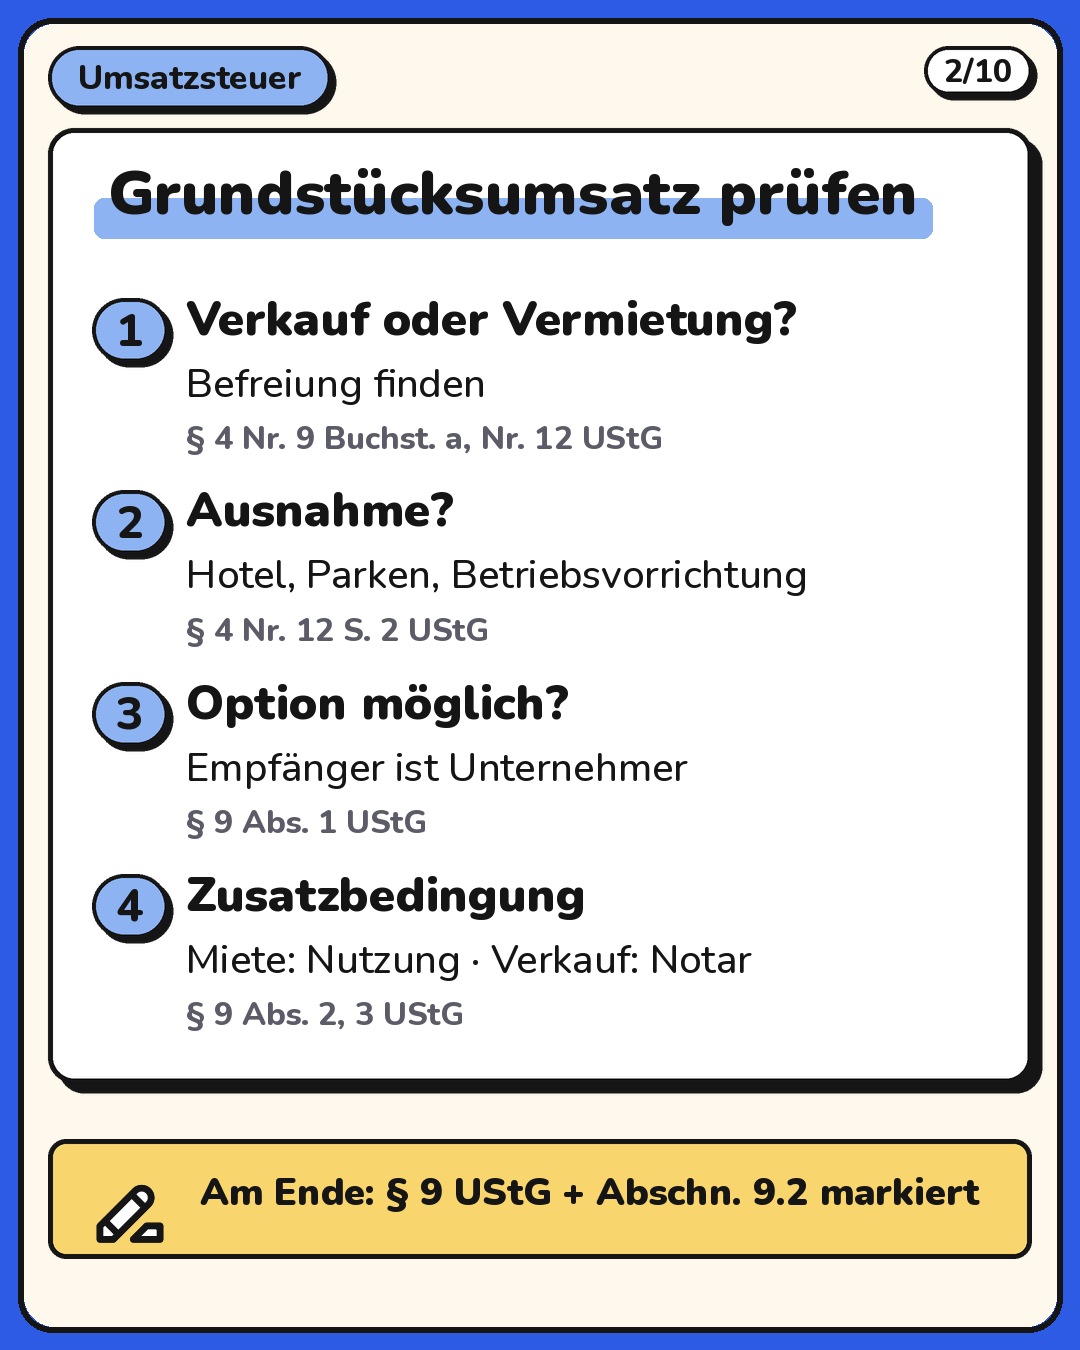 Umsatzsteuer
2/10
Grundstücksumsatz prüfen
1 Verkauf oder Vermietung?
Befreiung finden
§ 4 Nr. 9 Buchst. a, Nr. 12 UStG
2 Ausnahme?
Hotel, Parken, Betriebsvorrichtung
§ 4 Nr. 12 S. 2 UStG
3 Option möglich?
Empfänger ist Unternehmer
§ 9 Abs. 1 UStG
4 Zusatzbedingung
Miete: Nutzung · Verkauf: Notar
§ 9 Abs. 2, 3 UStG
Am Ende: § 9 UStG + Abschn. 9.2 markiert